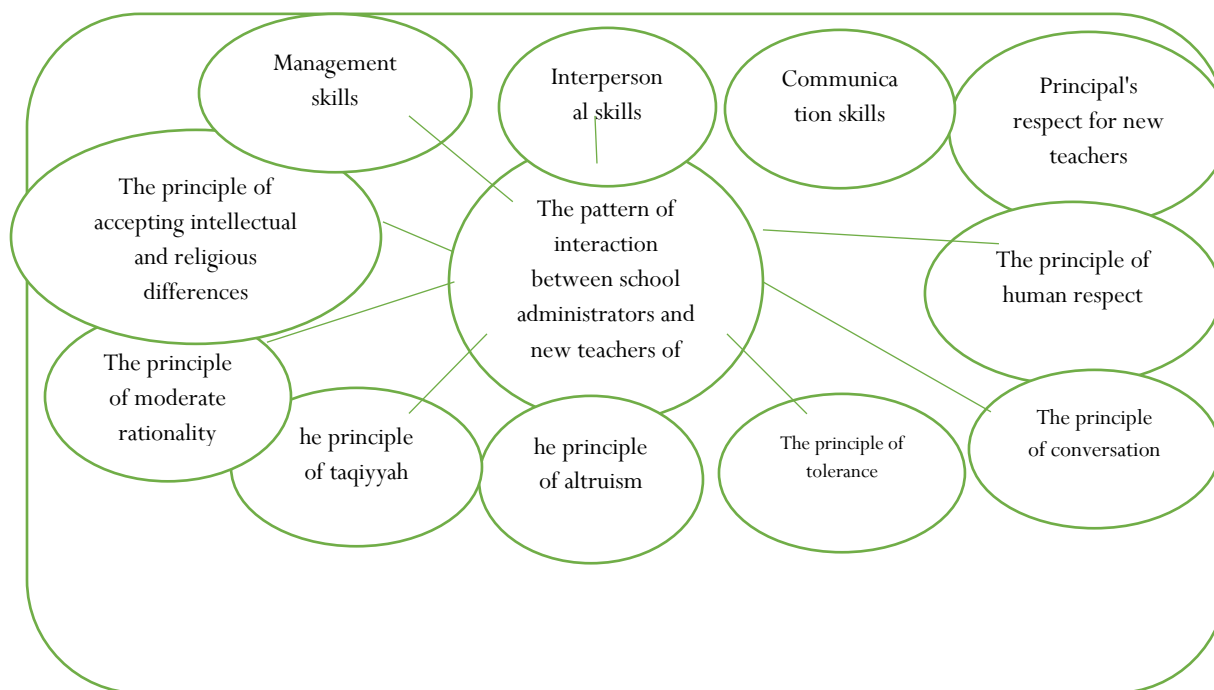 Management
skills
Interperson
al skills
Communica
tion skills
Principal's
respect for new
teachers
The principle of
accepting intellectual
and religious
differences
The pattern of
interaction
between school
administrators and
new teachers of
The principle of
human respect
The principle
of moderate
rationality
he principle
of taqiyyah
he principle
of altruism
The principle of
tolerance
The principle
of conversation